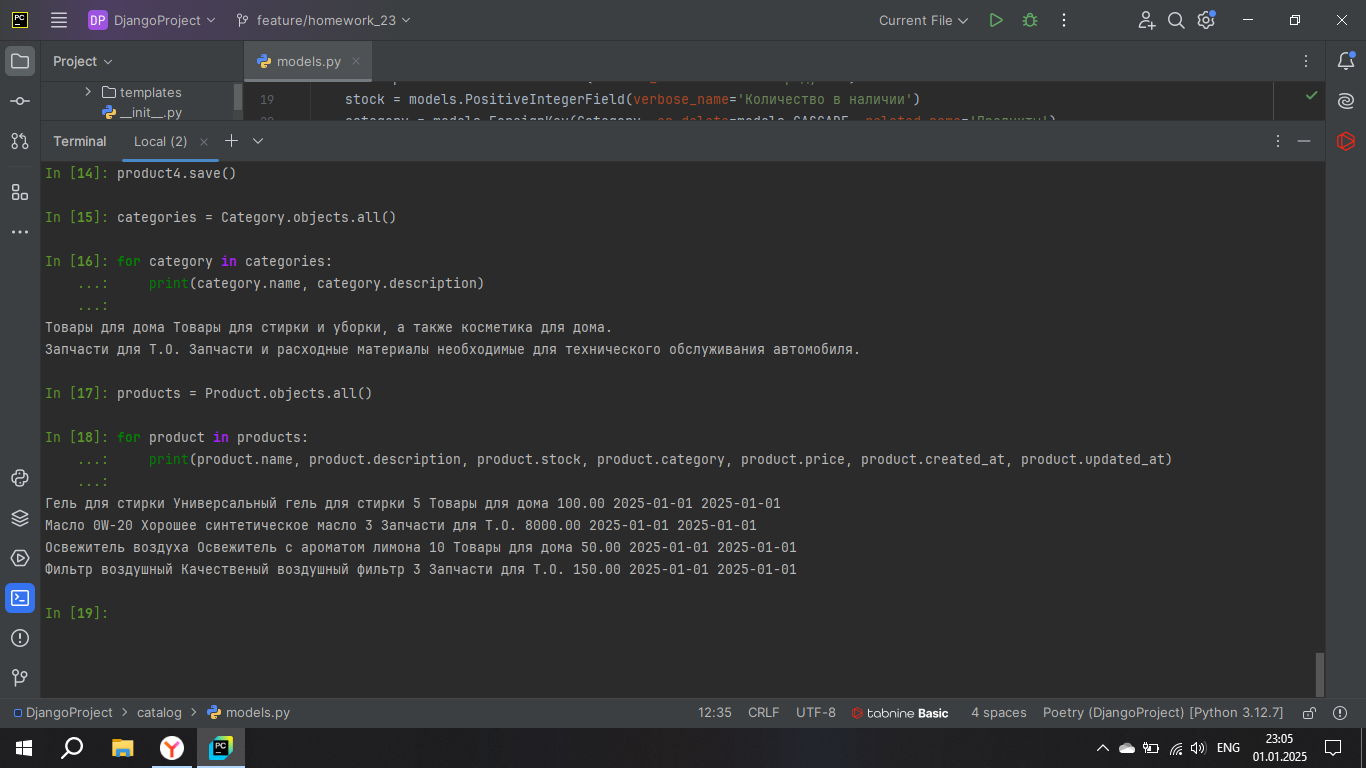 PC
DP DjangoProject
feature/homework_23
Current File
Project
models.py
templates
__init__.py
19
stock = models.PositiveIntegerField(verbose_name='Количество в наличии')
Terminal
Local (2)
In [14]: product4.save()
In [15]: categories = Category.objects.all()
In [16]: for category in categories:
...: print(category.name, category.description)
...:
Товары для дома Товары для стирки и уборки, а также косметика для дома.
Запчасти для Т.О. Запчасти и расходные материалы необходимые для технического обслуживания автомобиля.
In [17]: products = Product.objects.all()
In [18]: for product in products:
...: print(product.name, product.description, product.stock, product.category, product.price, product.created_at, product.updated_at)
...:
Гель для стирки Универсальный гель для стирки 5 Товары для дома 100.00 2025-01-01 2025-01-01
Масло 0W-20 Хорошее синтетическое масло 3 Запчасти для Т.О. 8000.00 2025-01-01 2025-01-01
Освежитель воздуха Освежитель с ароматом лимона 10 Товары для дома 50.00 2025-01-01 2025-01-01
Фильтр воздушный Качественый воздушный фильтр 3 Запчасти для Т.О. 150.00 2025-01-01 2025-01-01
In [19]:
DjangoProject > catalog > models.py
12:35
CRLF
UTF-8
tabnine Basic
4 spaces
Poetry (DjangoProject) [Python 3.12.7]
PC
ENG
23:05
01.01.2025